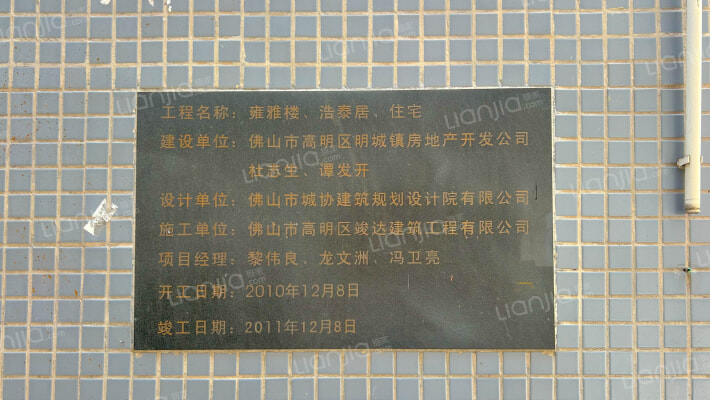 工程名称：雍雅楼、浩泰居、住宅
建设单位：佛山市高明区明城镇房地产开发公司
杜志生、谭发开
设计单位：佛山市城协建筑规划设计院有限公司
施工单位：佛山市高明区竣达建筑工程有限公司
项目经理：黎伟良、龙文洲、冯卫亮
开工日期：2010年12月8日
竣工日期：2011年12月8日
lianjia 链家